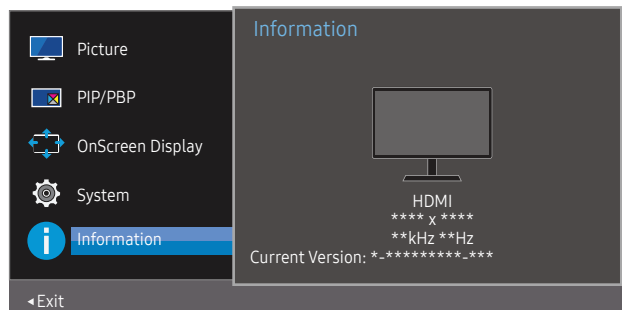 Picture
PIP/PBP
OnScreen Display
System
Information
Information
HDMI
**** x ****
**kHz **Hz
Current Version: *-*********-***
◂Exit